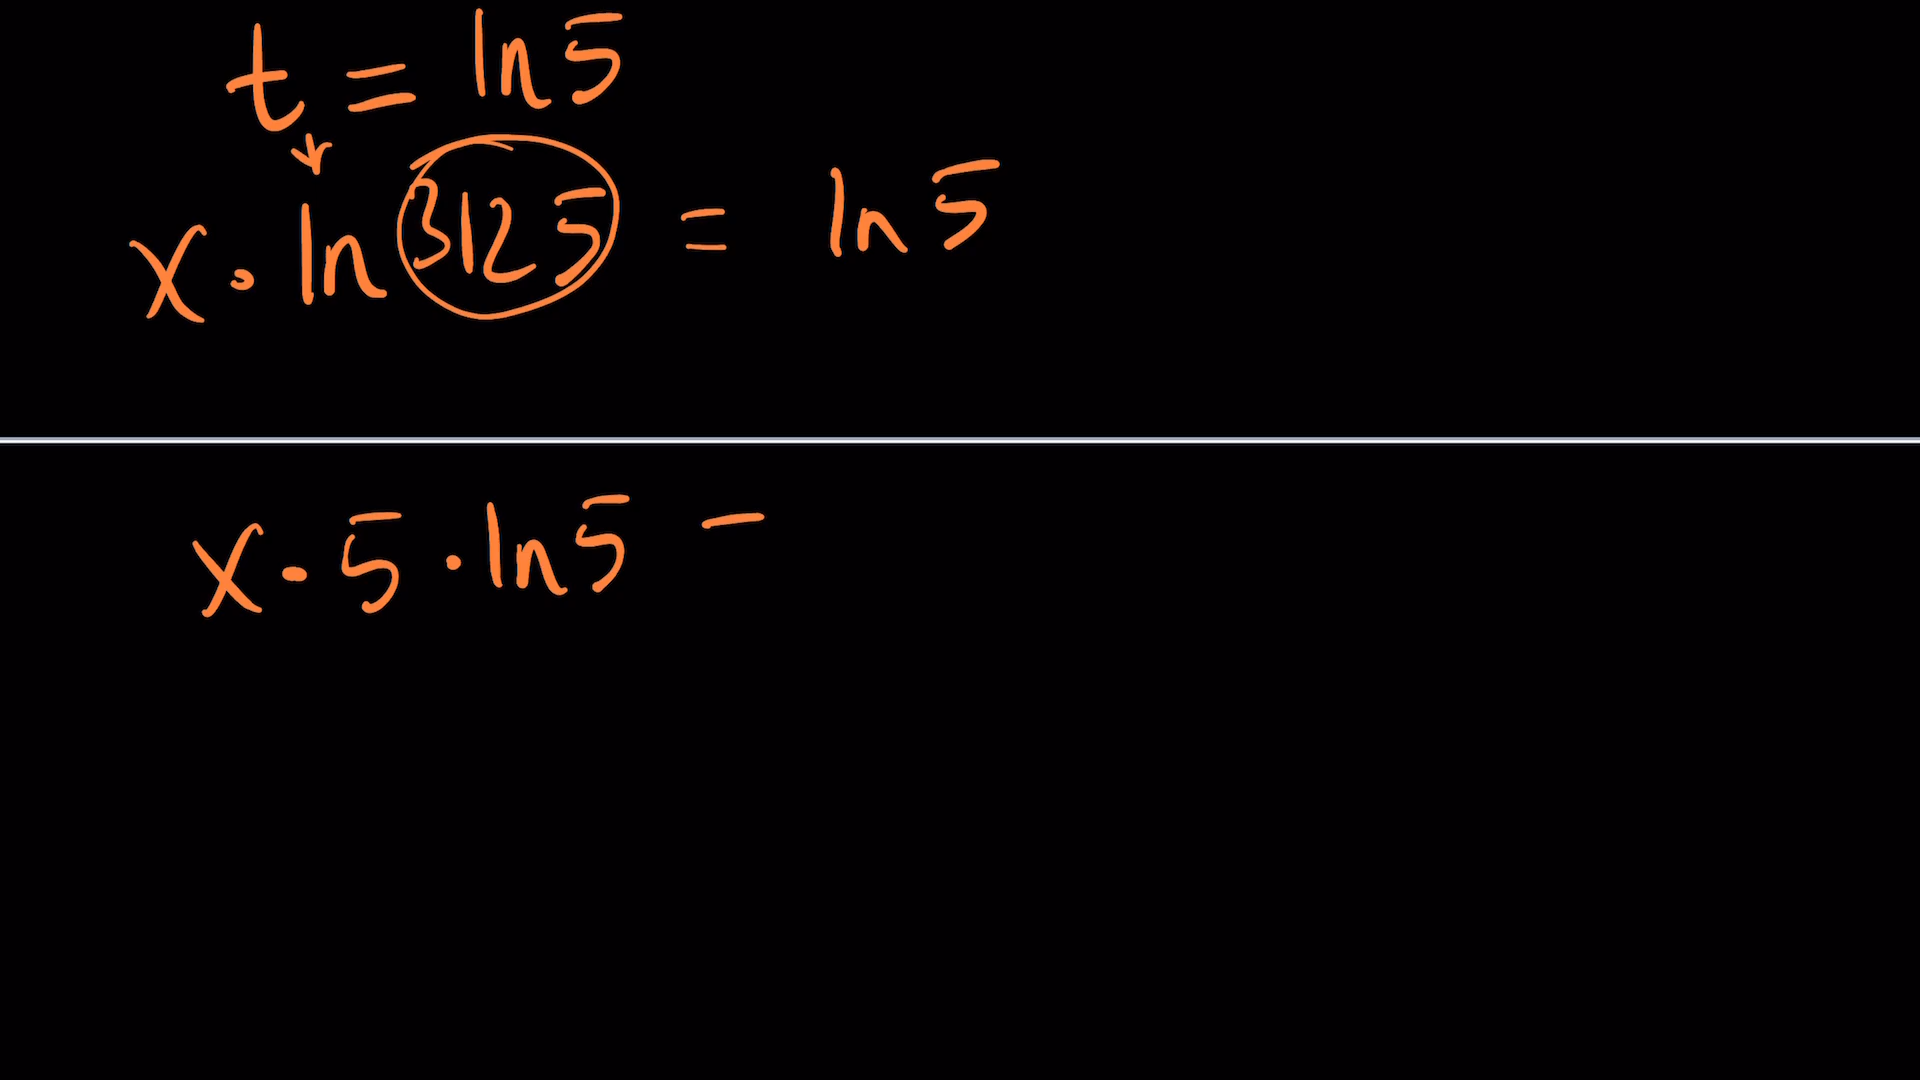 t = ln5
x · ln 3125 = ln 5
x · 5 · ln5 –